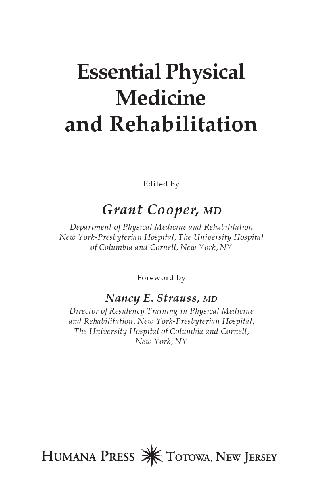 Essential Physical
Medicine
and Rehabilitation
Edited by
Grant Cooper, MD
Department of Physical Medicine and Rehabilitation
New York-Presbyterian Hospital, The University Hospital
of Columbia and Cornell, New York, NY
Foreword by
Nancy E. Strauss, MD
Director of Residency Training in Physical Medicine
and Rehabilitation, New York-Presbyterian Hospital,
The University Hospital of Columbia and Cornell,
New York, NY
HUMANA PRESS TOTOWA, NEW JERSEY